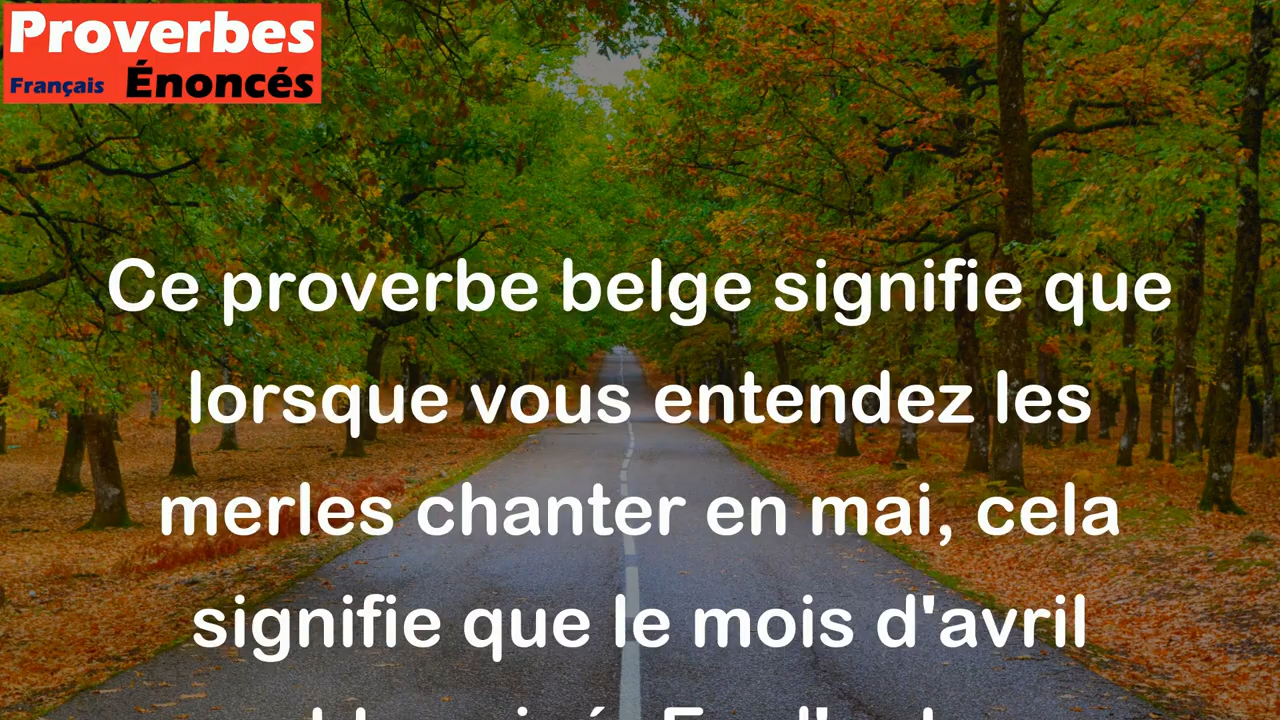 Proverbes
Français Énoncés
Ce proverbe belge signifie que
lorsque vous entendez les
merles chanter en mai, cela
signifie que le mois d'avril